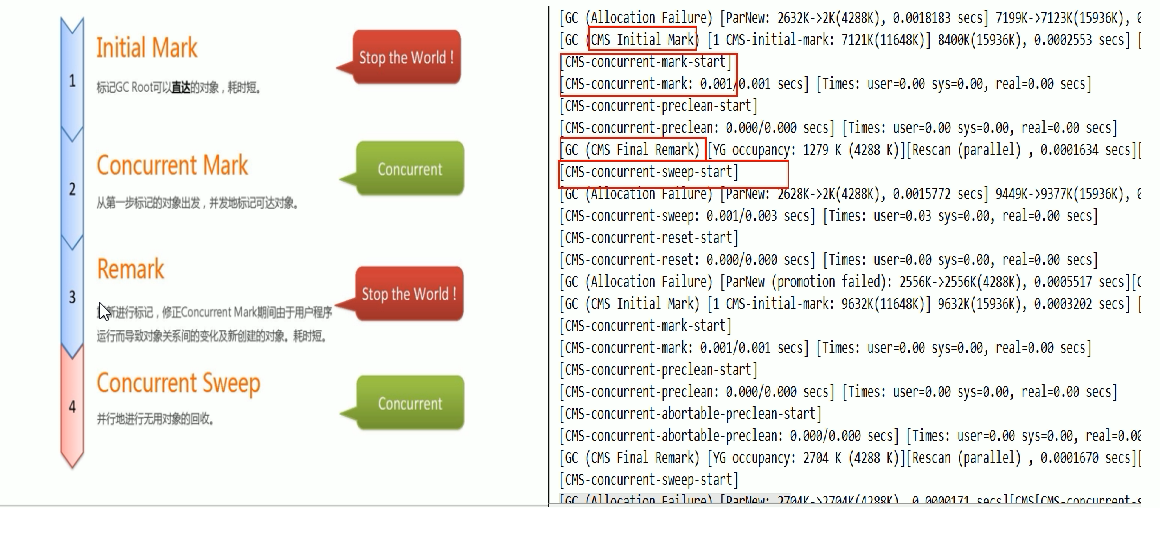 1
Initial Mark
Stop the World !
标记GC Root可以直达的对象，耗时短。
2
Concurrent Mark
Concurrent
从第一步标记的对象出发，并发地标记可达对象。
3
Remark
Stop the World !
新进行标记，修正Concurrent Mark期间由于用户程序
运行而导致对象关系间的变化及新创建的对象。耗时短。
4
Concurrent Sweep
Concurrent
并行地进行无用对象的回收。
[GC (Allocation Failure) [ParNew: 2632K->2K(4288K), 0.0018183 secs] 7199K->7123K(15936K), 0
[GC (CMS Initial Mark) [1 CMS-initial-mark: 7121K(11648K)] 8400K(15936K), 0.0002553 secs] [
[CMS-concurrent-mark-start]
[CMS-concurrent-mark: 0.001/0.001 secs] [Times: user=0.00 sys=0.00, real=0.00 secs]
[CMS-concurrent-preclean-start]
[CMS-concurrent-preclean: 0.000/0.000 secs] [Times: user=0.00 sys=0.00, real=0.00 secs]
[GC (CMS Final Remark) [YG occupancy: 1279 K (4288 K)][Rescan (parallel) , 0.0001634 secs][
[CMS-concurrent-sweep-start]
[GC (Allocation Failure) [ParNew: 2628K->2K(4288K), 0.0015772 secs] 9449K->9377K(15936K), 0
[CMS-concurrent-sweep: 0.001/0.003 secs] [Times: user=0.03 sys=0.00, real=0.00 secs]
[CMS-concurrent-reset-start]
[CMS-concurrent-reset: 0.000/0.000 secs] [Times: user=0.00 sys=0.00, real=0.00 secs]
[GC (Allocation Failure) [ParNew (promotion failed): 2556K->2556K(4288K), 0.0005517 secs][C
[GC (CMS Initial Mark) [1 CMS-initial-mark: 9632K(11648K)] 9632K(15936K), 0.0003202 secs] [
[CMS-concurrent-mark-start]
[CMS-concurrent-mark: 0.001/0.001 secs] [Times: user=0.00 sys=0.00, real=0.00 secs]
[CMS-concurrent-preclean-start]
[CMS-concurrent-preclean: 0.000/0.000 secs] [Times: user=0.00 sys=0.00, real=0.00 secs]
[CMS-concurrent-abortable-preclean-start]
[CMS-concurrent-abortable-preclean: 0.000/0.000 secs] [Times: user=0.00 sys=0.00, real=0.00
[GC (CMS Final Remark) [YG occupancy: 2704 K (4288 K)][Rescan (parallel) , 0.0001670 secs][
[CMS-concurrent-sweep-start]
[GC (Allocation Failure) [ParNew: 2704K->2704K(4288K), 0.0000171 secs][CMS[CMS-concurrent-s